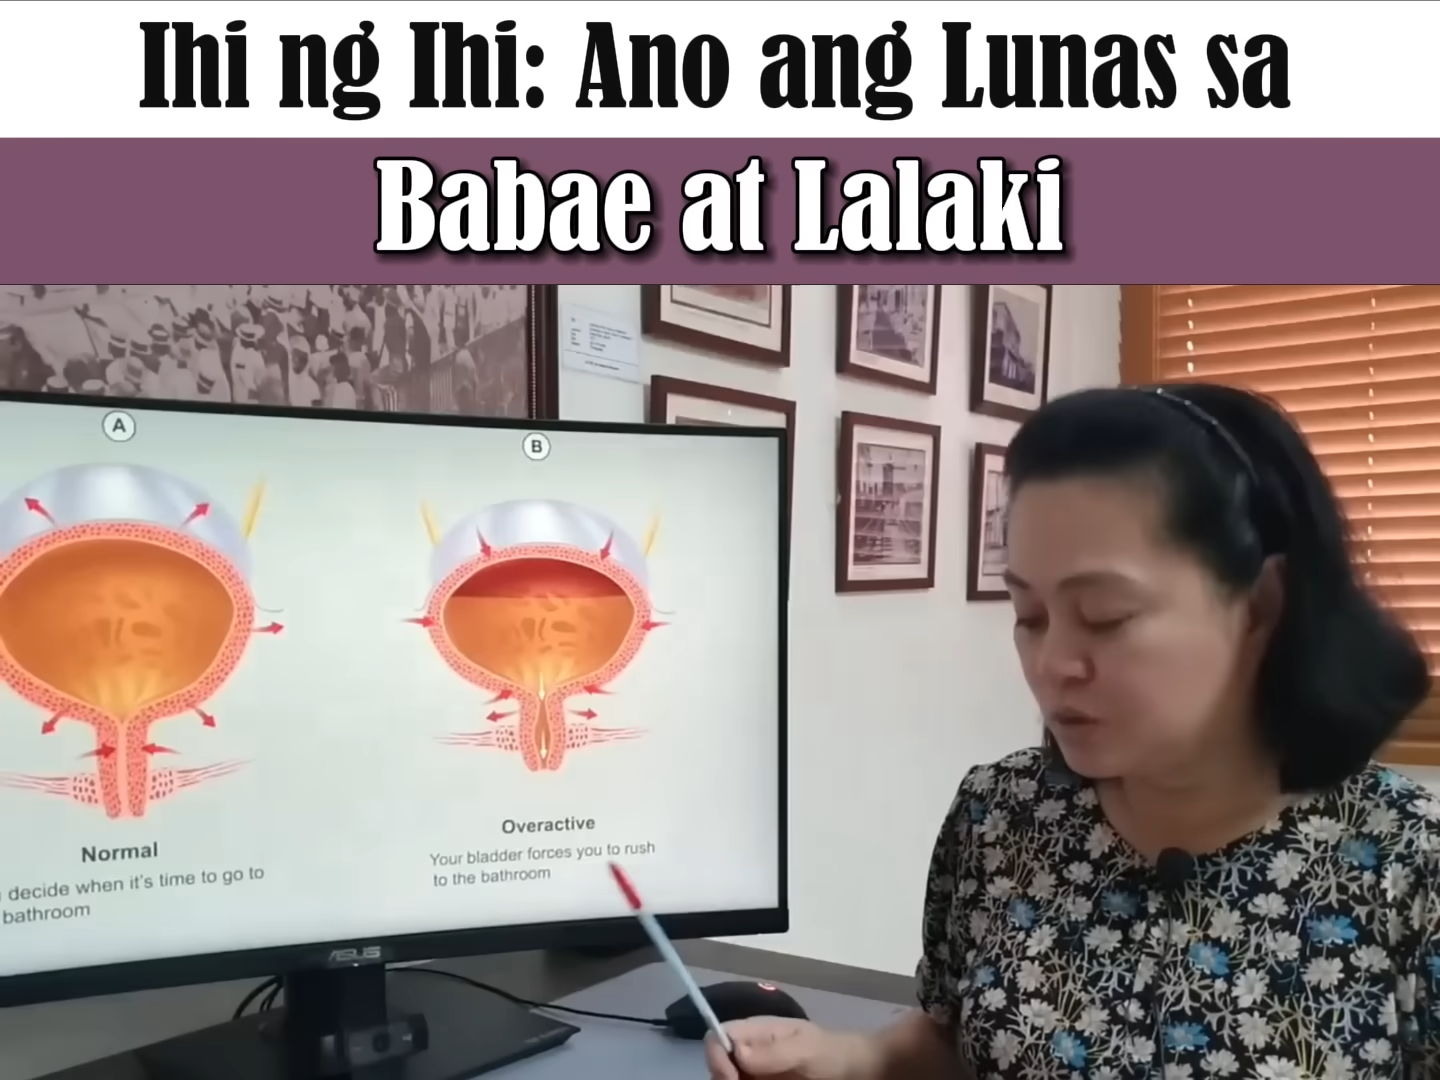 Ihi ng Ihi: Ano ang Lunas sa
Babae at Lalaki
A
B
Normal
decide when it's time to go to
bathroom
Overactive
Your bladder forces you to rush
to the bathroom
ASUS